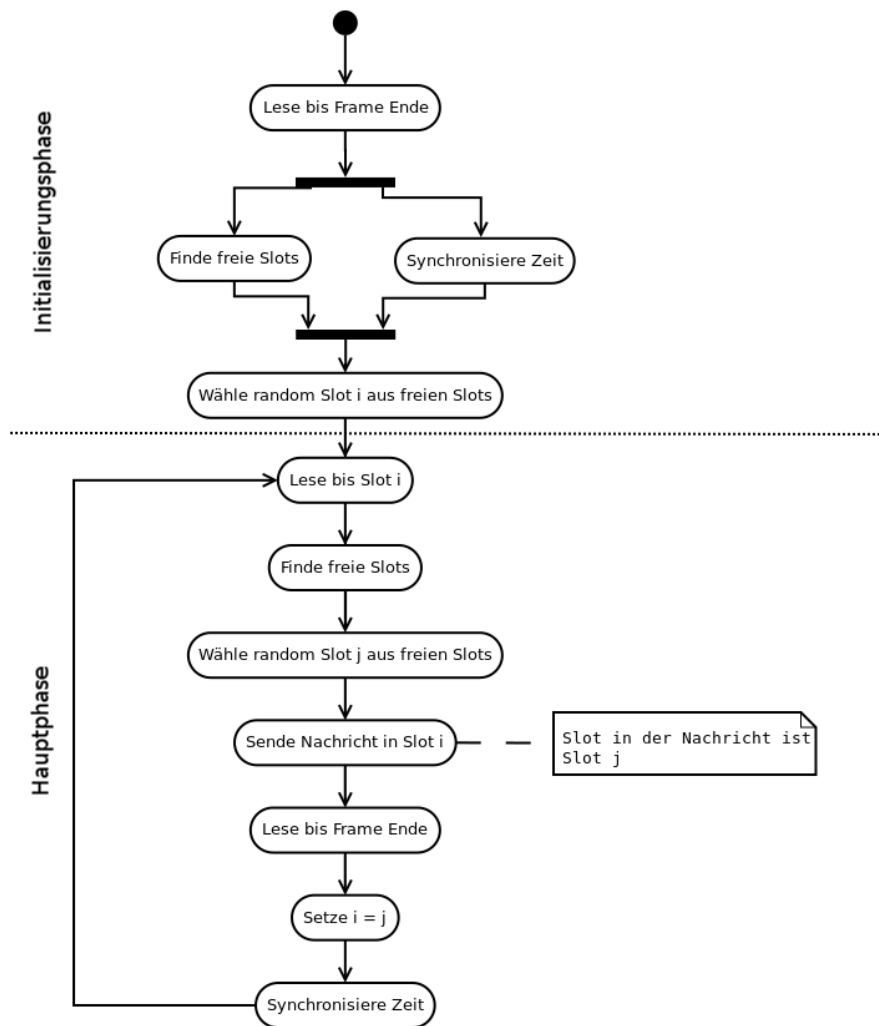 Initialisierungsphase
Lese bis Frame Ende
Finde freie Slots
Synchronisiere Zeit
Wähle random Slot i aus freien Slots
Hauptphase
Lese bis Slot i
Finde freie Slots
Wähle random Slot j aus freien Slots
Sende Nachricht in Slot i
Slot in der Nachricht ist
Slot j
Lese bis Frame Ende
Setze i = j
Synchronisiere Zeit